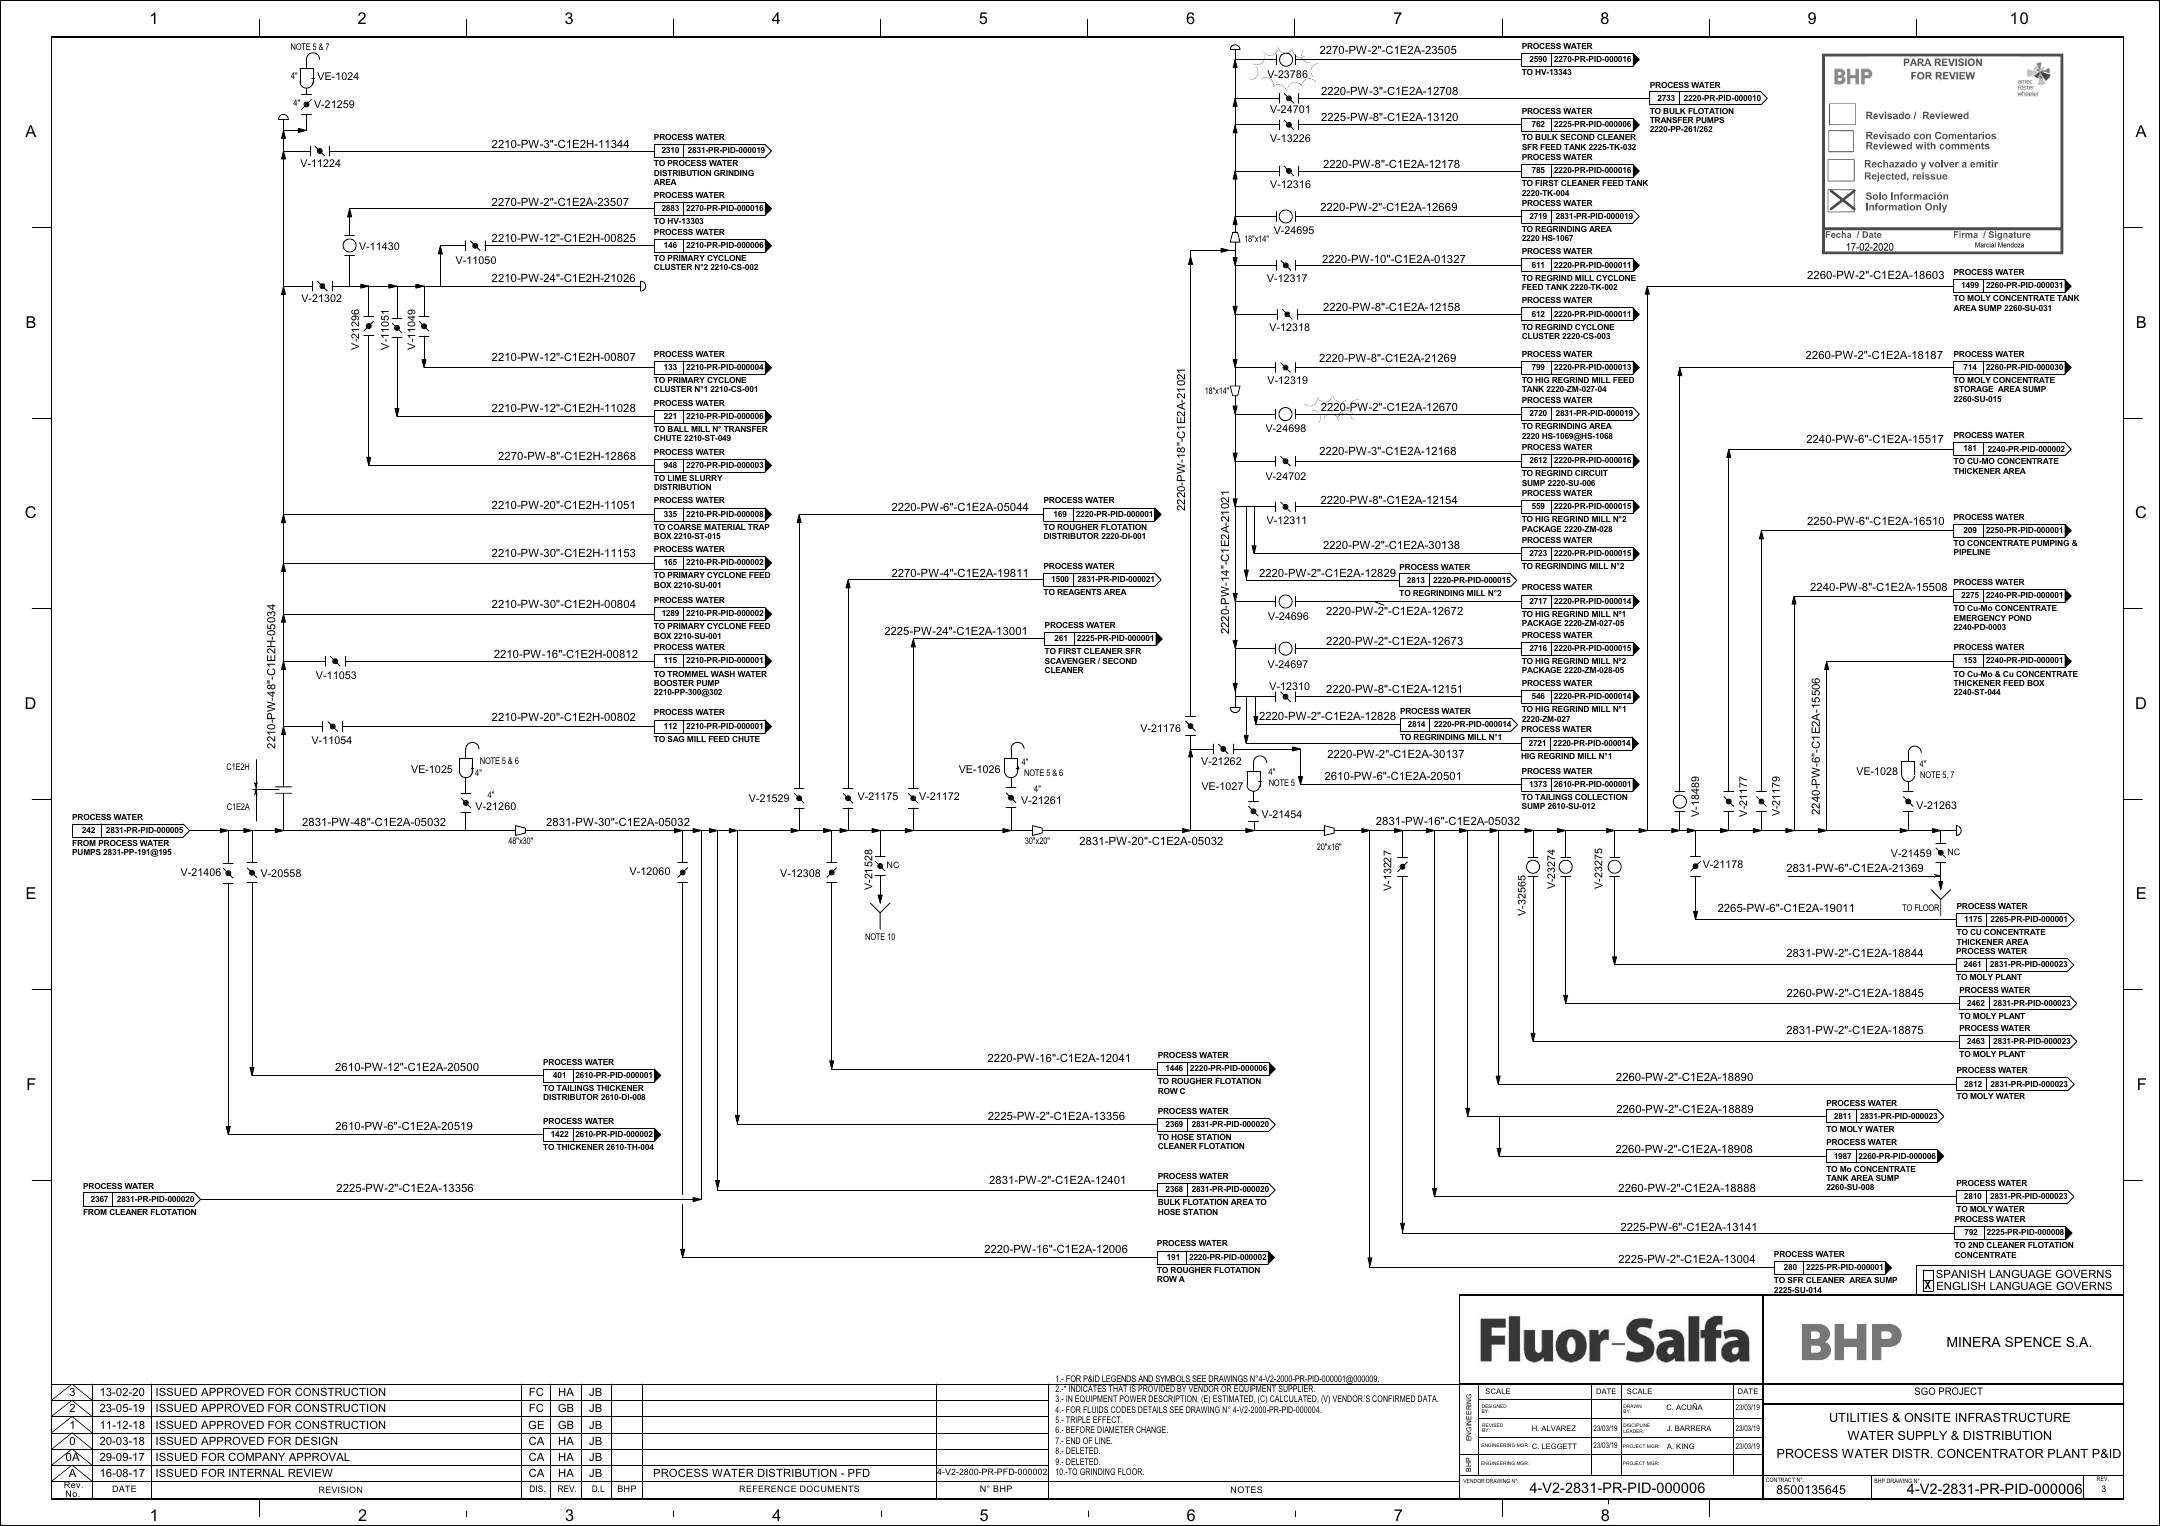 1 2 3 4 5 6 7 8 9 10
A
B
C
D
E
F
NOTE 5 & 7
4" VE-1024
4" V-21259
2210-PW-3"-C1E2H-11344
V-11224
PROCESS WATER
2310 2831-PR-PID-000019
TO PROCESS WATER
DISTRIBUTION GRINDING
AREA
2270-PW-2"-C1E2A-23507
V-11430
PROCESS WATER
2883 2270-PR-PID-000016
TO HV-13303
2210-PW-12"-C1E2H-00825
V-11050
PROCESS WATER
146 2210-PR-PID-000006
TO PRIMARY CYCLONE
CLUSTER N°2 2210-CS-002
2210-PW-24"-C1E2H-21026
V-21302
V-21296
V-11051
V-11049
2210-PW-12"-C1E2H-00807
PROCESS WATER
133 2210-PR-PID-000004
TO PRIMARY CYCLONE
CLUSTER N°1 2210-CS-001
2210-PW-12"-C1E2H-11028
PROCESS WATER
221 2210-PR-PID-000006
TO BALL MILL N° TRANSFER
CHUTE 2210-ST-049
2270-PW-8"-C1E2H-12868
PROCESS WATER
948 2270-PR-PID-000003
TO LIME SLURRY
DISTRIBUTION
2210-PW-20"-C1E2H-11051
PROCESS WATER
335 2210-PR-PID-000008
TO COARSE MATERIAL TRAP
BOX 2210-ST-015
2210-PW-30"-C1E2H-11153
PROCESS WATER
165 2210-PR-PID-000002
TO PRIMARY CYCLONE FEED
BOX 2210-SU-001
2210-PW-30"-C1E2H-00804
PROCESS WATER
1289 2210-PR-PID-000002
TO PRIMARY CYCLONE FEED
BOX 2210-SU-001
2210-PW-16"-C1E2H-00812
V-11053
PROCESS WATER
115 2210-PR-PID-000001
TO TROMMEL WASH WATER
BOOSTER PUMP
2210-PP-300@302
2210-PW-20"-C1E2H-00802
V-11054
PROCESS WATER
112 2210-PR-PID-000001
TO SAG MILL FEED CHUTE
2210-PW-48"-C1E2H-05034
C1E2H
C1E2A
VE-1025 4" NOTE 5 & 6
4"
V-21260
PROCESS WATER
242 2831-PR-PID-000005
FROM PROCESS WATER
PUMPS 2831-PP-191@195
2831-PW-48"-C1E2A-05032
48"x30"
2831-PW-30"-C1E2A-05032
V-21406
V-20558
V-12060
2610-PW-12"-C1E2A-20500
PROCESS WATER
401 2610-PR-PID-000001
TO TAILINGS THICKENER
DISTRIBUTOR 2610-DI-008
2610-PW-6"-C1E2A-20519
PROCESS WATER
1422 2610-PR-PID-000002
TO THICKENER 2610-TH-004
PROCESS WATER
2367 2831-PR-PID-000020
FROM CLEANER FLOTATION
2225-PW-2"-C1E2A-13356
2220-PW-6"-C1E2A-05044
PROCESS WATER
169 2220-PR-PID-000001
TO ROUGHER FLOTATION
DISTRIBUTOR 2220-DI-001
2270-PW-4"-C1E2A-19811
PROCESS WATER
1500 2831-PR-PID-000021
TO REAGENTS AREA
2225-PW-24"-C1E2A-13001
PROCESS WATER
261 2225-PR-PID-000001
TO FIRST CLEANER SFR
SCAVENGER / SECOND
CLEANER
V-21529
V-21175
V-21172
VE-1026 4" NOTE 5 & 6
4"
V-21261
30"x20"
2831-PW-20"-C1E2A-05032
V-12308
V-21528
NC
NOTE 10
2220-PW-16"-C1E2A-12041
PROCESS WATER
1446 2220-PR-PID-000006
TO ROUGHER FLOTATION
ROW C
2225-PW-2"-C1E2A-13356
PROCESS WATER
2369 2831-PR-PID-000020
TO HOSE STATION
CLEANER FLOTATION
2831-PW-2"-C1E2A-12401
PROCESS WATER
2368 2831-PR-PID-000020
BULK FLOTATION AREA TO
HOSE STATION
2220-PW-16"-C1E2A-12006
PROCESS WATER
191 2220-PR-PID-000002
TO ROUGHER FLOTATION
ROW A
2220-PW-18"-C1E2A-21021
2220-PW-14"-C1E2A-21021
V-23786
2270-PW-2"-C1E2A-23505
PROCESS WATER
2590 2270-PR-PID-000016
TO HV-13343
V-24701
2220-PW-3"-C1E2A-12708
PROCESS WATER
2733 2220-PR-PID-000010
TO BULK FLOTATION
TRANSFER PUMPS
2220-PP-261/262
V-13226
2225-PW-8"-C1E2A-13120
PROCESS WATER
762 2225-PR-PID-000006
TO BULK SECOND CLEANER
SFR FEED TANK 2225-TK-032
V-12316
2220-PW-8"-C1E2A-12178
PROCESS WATER
785 2220-PR-PID-000016
TO FIRST CLEANER FEED TANK
2220-TK-004
V-24695
2220-PW-2"-C1E2A-12669
PROCESS WATER
2719 2831-PR-PID-000019
TO REGRINDING AREA
2220 HS-1067
18"x14"
V-12317
2220-PW-10"-C1E2A-01327
PROCESS WATER
611 2220-PR-PID-000011
TO REGRIND MILL CYCLONE
FEED TANK 2220-TK-002
V-12318
2220-PW-8"-C1E2A-12158
PROCESS WATER
612 2220-PR-PID-000011
TO REGRIND CYCLONE
CLUSTER 2220-CS-003
V-12319
2220-PW-8"-C1E2A-21269
PROCESS WATER
799 2220-PR-PID-000013
TO HIG REGRIND MILL FEED
TANK 2220-ZM-027-04
18"x14"
V-24698
2220-PW-2"-C1E2A-12670
PROCESS WATER
2720 2831-PR-PID-000019
TO REGRINDING AREA
2220 HS-1069@HS-1068
V-24702
2220-PW-3"-C1E2A-12168
PROCESS WATER
2612 2220-PR-PID-000016
TO REGRIND CIRCUIT
SUMP 2220-SU-006
V-12311
2220-PW-8"-C1E2A-12154
PROCESS WATER
559 2220-PR-PID-000015
TO HIG REGRIND MILL N°2
PACKAGE 2220-ZM-028
2220-PW-2"-C1E2A-30138
PROCESS WATER
2723 2220-PR-PID-000015
TO REGRINDING MILL N°2
2220-PW-2"-C1E2A-12829
PROCESS WATER
2813 2220-PR-PID-000015
TO REGRINDING MILL N°2
V-24696
2220-PW-2"-C1E2A-12672
PROCESS WATER
2717 2220-PR-PID-000014
TO HIG REGRIND MILL N°1
PACKAGE 2220-ZM-027-05
V-24697
2220-PW-2"-C1E2A-12673
PROCESS WATER
2716 2220-PR-PID-000015
TO HIG REGRIND MILL N°2
PACKAGE 2220-ZM-028-05
V-12310
2220-PW-8"-C1E2A-12151
PROCESS WATER
546 2220-PR-PID-000014
TO HIG REGRIND MILL N°1
2220-ZM-027
2220-PW-2"-C1E2A-12828
PROCESS WATER
2814 2220-PR-PID-000014
TO REGRINDING MILL N°1
2220-PW-2"-C1E2A-30137
PROCESS WATER
2721 2220-PR-PID-000014
HIG REGRIND MILL N°1
V-21176
V-21262
2610-PW-6"-C1E2A-20501
PROCESS WATER
1373 2610-PR-PID-000001
TO TAILINGS COLLECTION
SUMP 2610-SU-012
VE-1027 4" NOTE 5
V-21454
20"x16"
2831-PW-16"-C1E2A-05032
BHP
PARA REVISION
FOR REVIEW
amec
foster
wheeler
Revisado / Reviewed
Revisado con Comentarios
Reviewed with comments
Rechazado y volver a emitir
Rejected, reissue
Solo Información
Information Only
Fecha / Date
Firma / Signature
17-02-2020
Marcial Mendoza
2260-PW-2"-C1E2A-18603
PROCESS WATER
1499 2260-PR-PID-000031
TO MOLY CONCENTRATE TANK
AREA SUMP 2260-SU-031
2260-PW-2"-C1E2A-18187
PROCESS WATER
714 2260-PR-PID-000030
TO MOLY CONCENTRATE
STORAGE AREA SUMP
2260-SU-015
2240-PW-6"-C1E2A-15517
PROCESS WATER
181 2240-PR-PID-000002
TO CU-MO CONCENTRATE
THICKENER AREA
2250-PW-6"-C1E2A-16510
PROCESS WATER
209 2250-PR-PID-000001
TO CONCENTRATE PUMPING &
PIPELINE
2240-PW-8"-C1E2A-15508
PROCESS WATER
2275 2240-PR-PID-000001
TO Cu-Mo CONCENTRATE
EMERGENCY POND
2240-PD-0003
2240-PW-6"-C1E2A-15506
PROCESS WATER
153 2240-PR-PID-000001
TO Cu-Mo & Cu CONCENTRATE
THICKENER FEED BOX
2240-ST-044
V-18489
V-21177
V-21179
VE-1028 4" NOTE 5, 7
V-21263
V-21459 NC
2831-PW-6"-C1E2A-21369
TO FLOOR
V-13227
V-32565
V-23274
V-23275
V-21178
2265-PW-6"-C1E2A-19011
PROCESS WATER
1175 2265-PR-PID-000001
TO CU CONCENTRATE
THICKENER AREA
2831-PW-2"-C1E2A-18844
PROCESS WATER
2461 2831-PR-PID-000023
TO MOLY PLANT
2260-PW-2"-C1E2A-18845
PROCESS WATER
2462 2831-PR-PID-000023
TO MOLY PLANT
2831-PW-2"-C1E2A-18875
PROCESS WATER
2463 2831-PR-PID-000023
TO MOLY PLANT
2260-PW-2"-C1E2A-18890
PROCESS WATER
2812 2831-PR-PID-000023
TO MOLY WATER
2260-PW-2"-C1E2A-18889
PROCESS WATER
2811 2831-PR-PID-000023
TO MOLY WATER
2260-PW-2"-C1E2A-18908
PROCESS WATER
1987 2260-PR-PID-000006
TO Mo CONCENTRATE
TANK AREA SUMP
2260-SU-008
2260-PW-2"-C1E2A-18888
PROCESS WATER
2810 2831-PR-PID-000023
TO MOLY WATER
2225-PW-6"-C1E2A-13141
PROCESS WATER
792 2225-PR-PID-000008
TO 2ND CLEANER FLOTATION
CONCENTRATE
2225-PW-2"-C1E2A-13004
PROCESS WATER
280 2225-PR-PID-000001
TO SFR CLEANER AREA SUMP
2225-SU-014
SPANISH LANGUAGE GOVERNS
X ENGLISH LANGUAGE GOVERNS
3 13-02-20 ISSUED APPROVED FOR CONSTRUCTION FC HA JB
2 23-05-19 ISSUED APPROVED FOR CONSTRUCTION FC GB JB
1 11-12-18 ISSUED APPROVED FOR CONSTRUCTION GE GB JB
0 20-03-18 ISSUED APPROVED FOR DESIGN CA HA JB
0A 29-09-17 ISSUED FOR COMPANY APPROVAL CA HA JB
A 16-08-17 ISSUED FOR INTERNAL REVIEW CA HA JB
PROCESS WATER DISTRIBUTION - PFD 4-V2-2800-PR-PFD-000002
Rev. No. DATE REVISION DIS. REV. D.L BHP REFERENCE DOCUMENTS N° BHP NOTES
1.- FOR P&ID LEGENDS AND SYMBOLS SEE DRAWINGS N°4-V2-2000-PR-PID-000001@000009.
2.-* INDICATES THAT IS PROVIDED BY VENDOR OR EQUIPMENT SUPPLIER.
3.- IN EQUIPMENT POWER DESCRIPTION, (E) ESTIMATED, (C) CALCULATED, (V) VENDOR´S CONFIRMED DATA.
4.- FOR FLUIDS CODES DETAILS SEE DRAWING N° 4-V2-2000-PR-PID-000004.
5.- TRIPLE EFFECT.
6.- BEFORE DIAMETER CHANGE.
7.- END OF LINE.
8.- DELETED.
9.- DELETED.
10.-TO GRINDING FLOOR.
Fluor-Salfa
BHP
MINERA SPENCE S.A.
ENGINEERING
BHP
SCALE DATE SCALE DATE
DESIGNED BY: DRAWN BY: C. ACUÑA 23/03/19
REVISED BY: H. ALVAREZ 23/03/19 DISCIPLINE LEADER: J. BARRERA 23/03/19
ENGINEERING MGR: C. LEGGETT 23/03/19 PROJECT MGR: A. KING 23/03/19
ENGINEERING MGR: PROJECT MGR:
VENDOR DRAWING N°: 4-V2-2831-PR-PID-000006
SGO PROJECT
UTILITIES & ONSITE INFRASTRUCTURE
WATER SUPPLY & DISTRIBUTION
PROCESS WATER DISTR. CONCENTRATOR PLANT P&ID
CONTRACT N°: 8500135645
BHP DRAWING N°: 4-V2-2831-PR-PID-000006
REV. 3
1 2 3 4 5 6 7 8